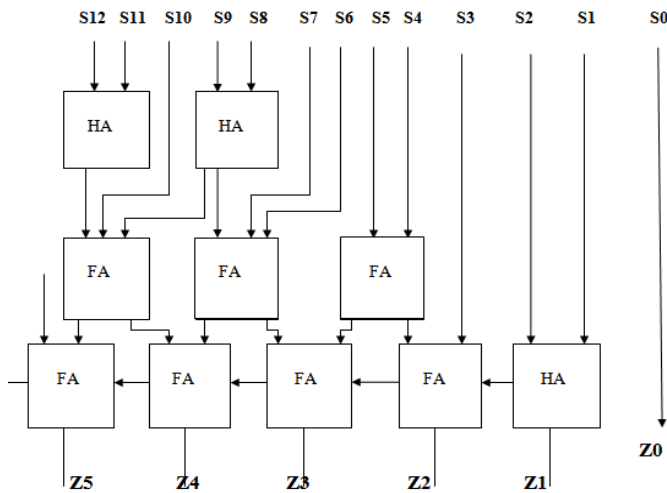 S12 S11 S10 S9 S8 S7 S6 S5 S4 S3 S2 S1 S0
HA HA
FA FA FA
FA FA FA FA HA
Z0
Z5 Z4 Z3 Z2 Z1